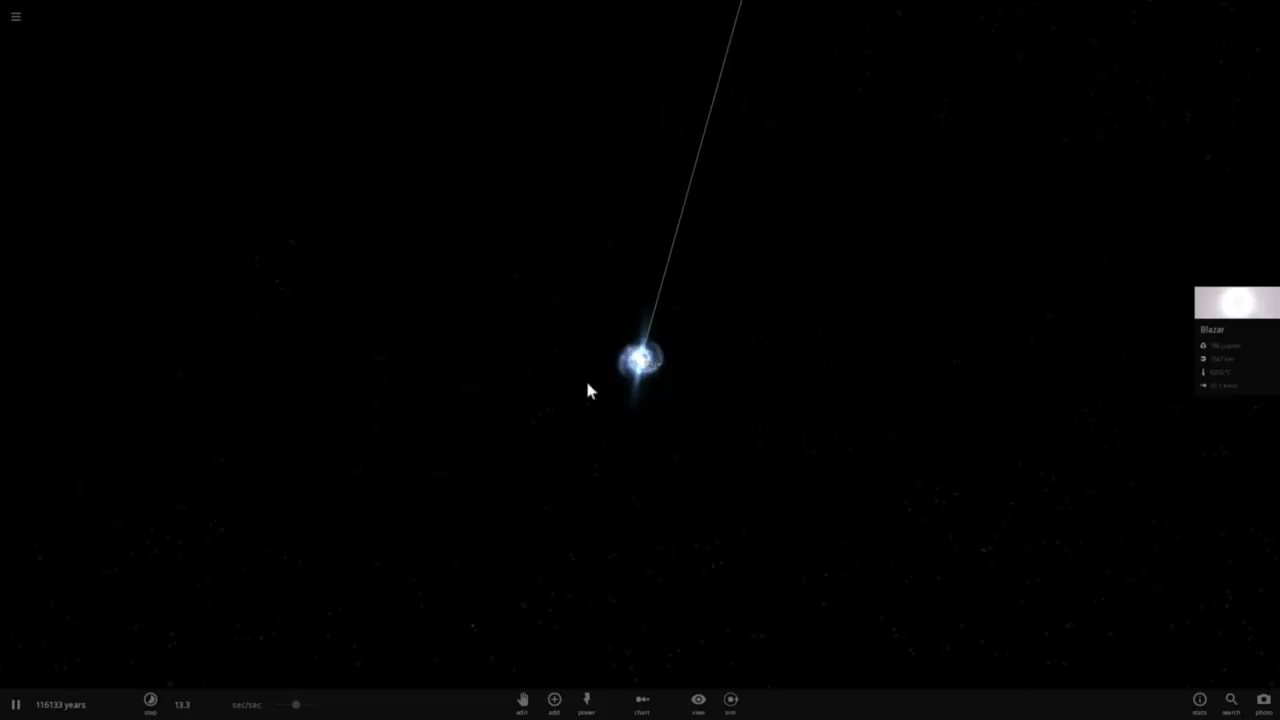 Blazar
116133 years
step
13.3
sec/sec
edit
add
power
chart
view
sim
stats
search
photo